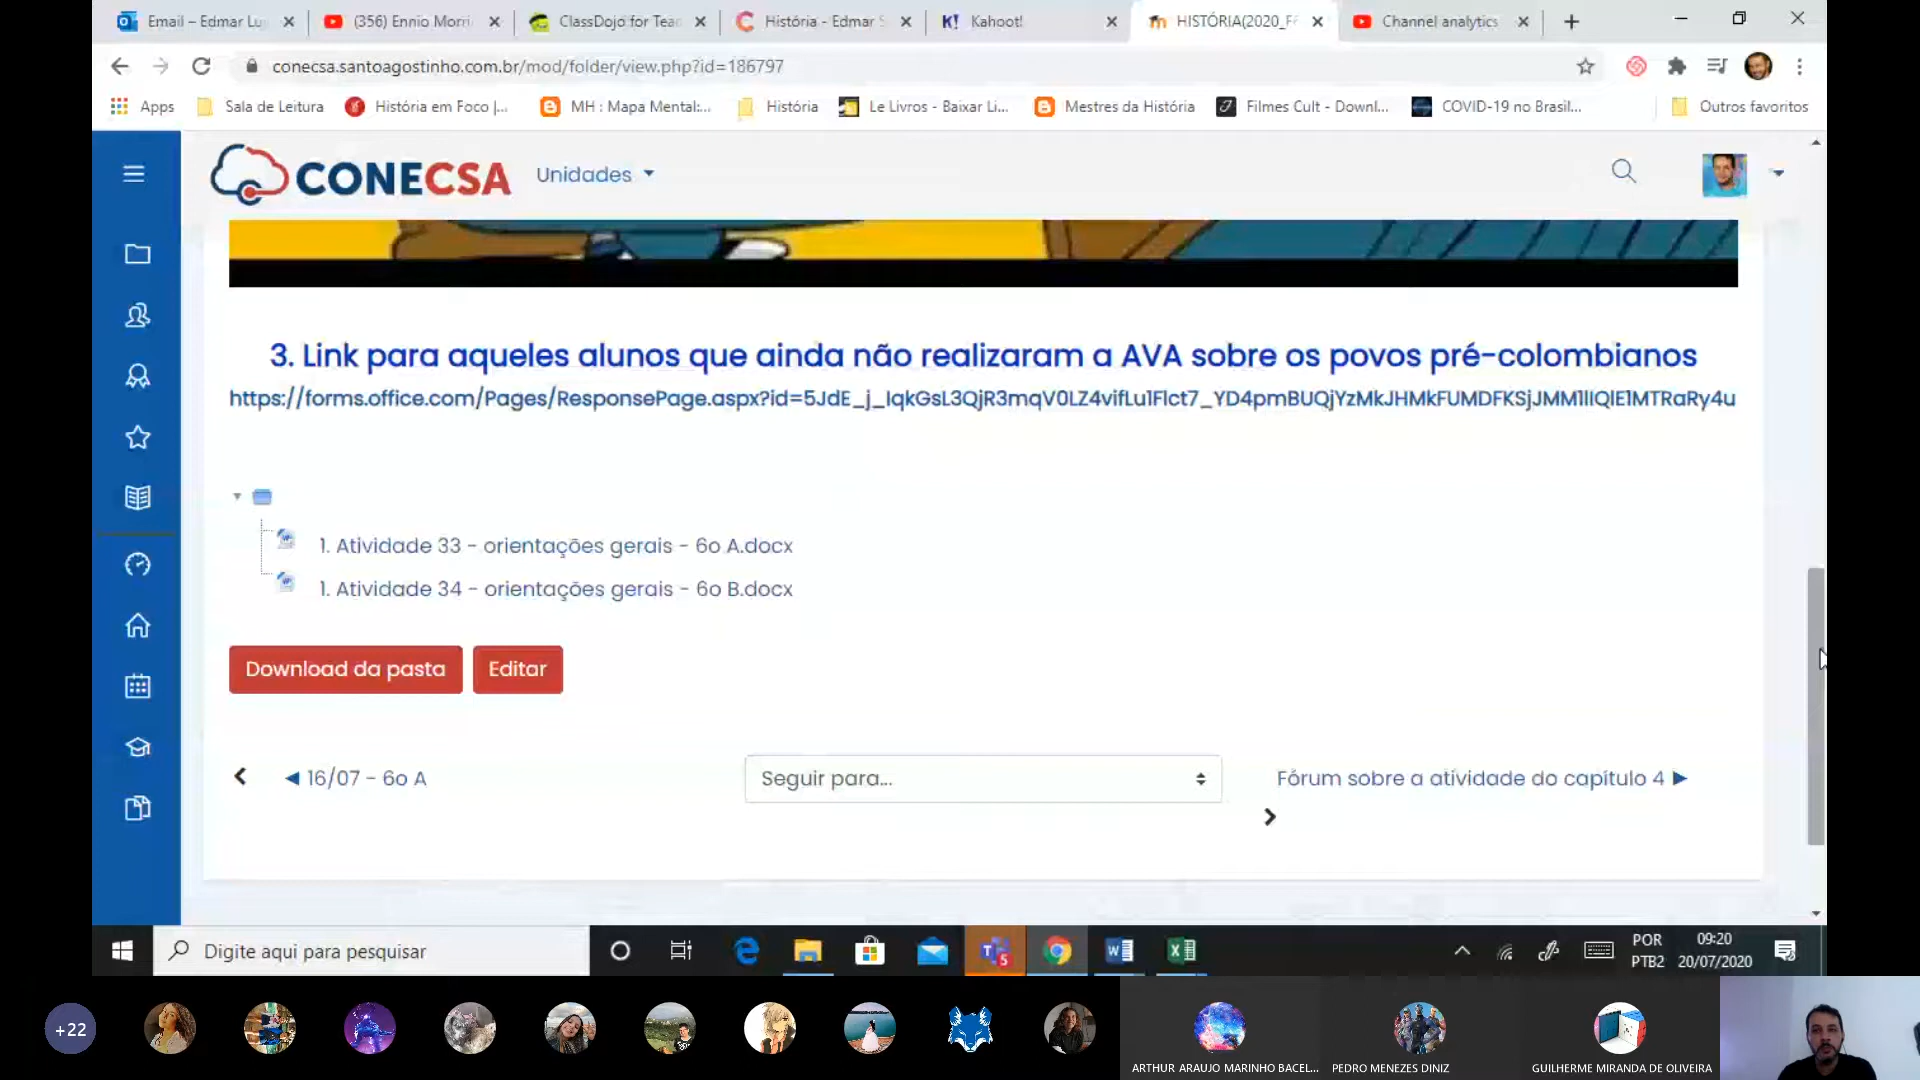 Email – Edmar Lu
(356) Ennio Morri
ClassDojo for Tea
História - Edmar S
K! Kahoot!
HISTÓRIA(2020_F
Channel analytics
conecsa.santoagostinho.com.br/mod/folder/view.php?id=186797
Apps
Sala de Leitura
História em Foco |...
MH : Mapa Mental:...
História
Le Livros - Baixar Li...
Mestres da História
Filmes Cult - Downl...
COVID-19 no Brasil...
Outros favoritos
CONECSA
Unidades
3. Link para aqueles alunos que ainda não realizaram a AVA sobre os povos pré-colombianos
https://forms.office.com/Pages/ResponsePage.aspx?id=5JdE_j_IqkGsL3QjR3mqV0LZ4vifLu1FIct7_YD4pmBUQjYzMkJHMkFUMDFKSjJMM1lIQlE1MTRaRy4u
1. Atividade 33 - orientações gerais - 6o A.docx
1. Atividade 34 - orientações gerais - 6o B.docx
Download da pasta
Editar
◄ 16/07 - 6o A
Seguir para...
Fórum sobre a atividade do capítulo 4 ►
Digite aqui para pesquisar
POR
PTB2
09:20
20/07/2020
+22
ARTHUR ARAUJO MARINHO BACEL...
PEDRO MENEZES DINIZ
GUILHERME MIRANDA DE OLIVEIRA